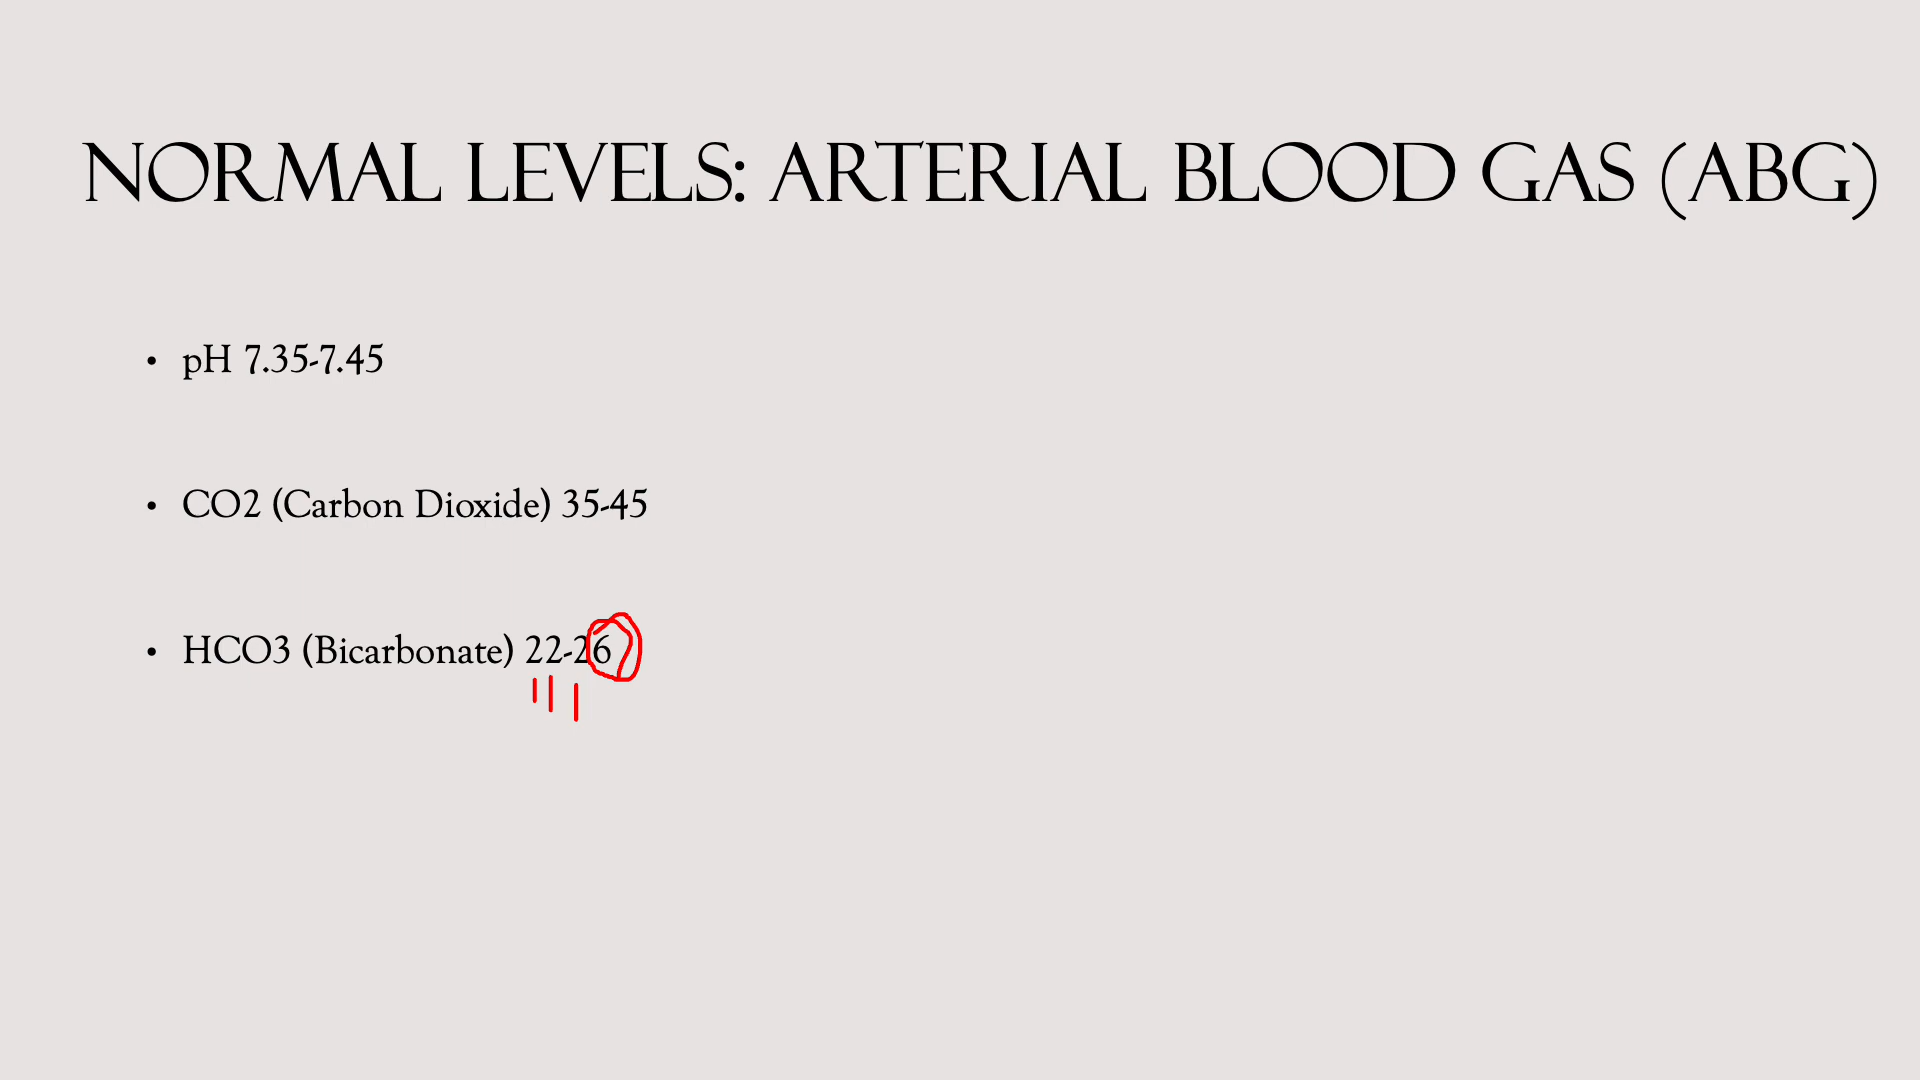 NORMAL LEVELS: ARTERIAL BLOOD GAS (ABG)
• pH 7.35-7.45
• CO2 (Carbon Dioxide) 35-45
• HCO3 (Bicarbonate) 22-26